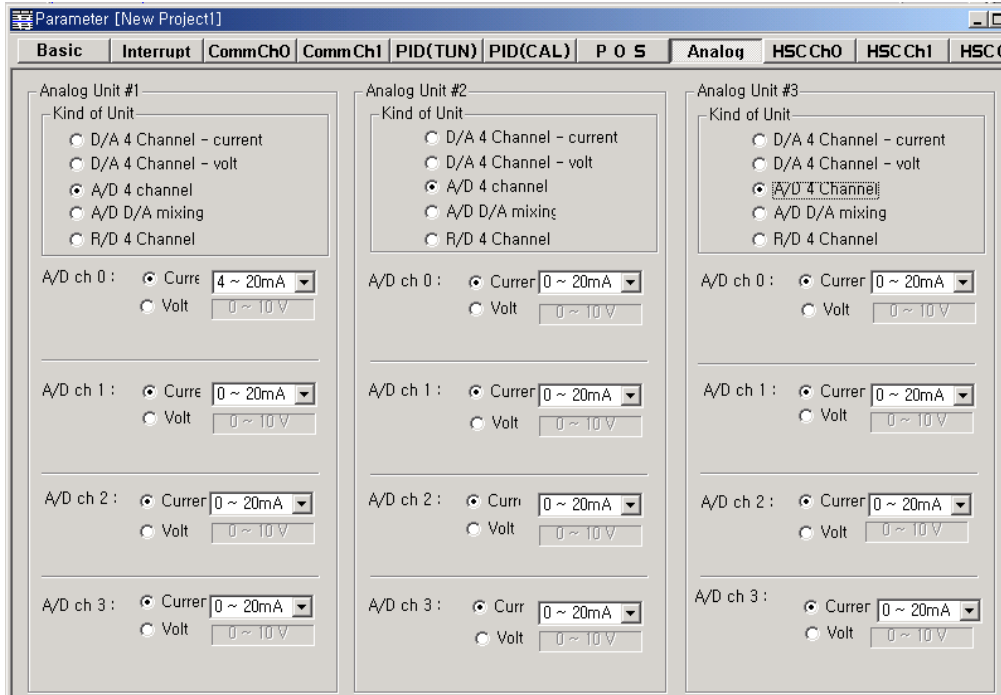 Parameter [New Project1]
Basic Interrupt CommCh0 CommCh1 PID(TUN) PID(CAL) P O S Analog HSCCh0 HSCCh1 HSC
Analog Unit #1
Kind of Unit
D/A 4 Channel - current
D/A 4 Channel - volt
A/D 4 channel
A/D D/A mixing
R/D 4 Channel
A/D ch 0 : Curre 4 ~ 20mA
Volt 0 ~ 10 V
A/D ch 1 : Curre 0 ~ 20mA
Volt 0 ~ 10 V
A/D ch 2 : Currer 0 ~ 20mA
Volt 0 ~ 10 V
A/D ch 3 : Currer 0 ~ 20mA
Volt 0 ~ 10 V
Analog Unit #2
Kind of Unit
D/A 4 Channel - current
D/A 4 Channel - volt
A/D 4 channel
A/D D/A mixing
R/D 4 Channel
A/D ch 0 : Currer 0 ~ 20mA
Volt 0 ~ 10 V
A/D ch 1 : Currer 0 ~ 20mA
Volt 0 ~ 10 V
A/D ch 2 : Curr 0 ~ 20mA
Volt 0 ~ 10 V
A/D ch 3 : Curr 0 ~ 20mA
Volt 0 ~ 10 V
Analog Unit #3
Kind of Unit
D/A 4 Channel - current
D/A 4 Channel - volt
A/D 4 Channel
A/D D/A mixing
R/D 4 Channel
A/D ch 0 : Currer 0 ~ 20mA
Volt 0 ~ 10 V
A/D ch 1 : Currer 0 ~ 20mA
Volt 0 ~ 10 V
A/D ch 2 : Currer 0 ~ 20mA
Volt 0 ~ 10 V
A/D ch 3 : Currer 0 ~ 20mA
Volt 0 ~ 10 V